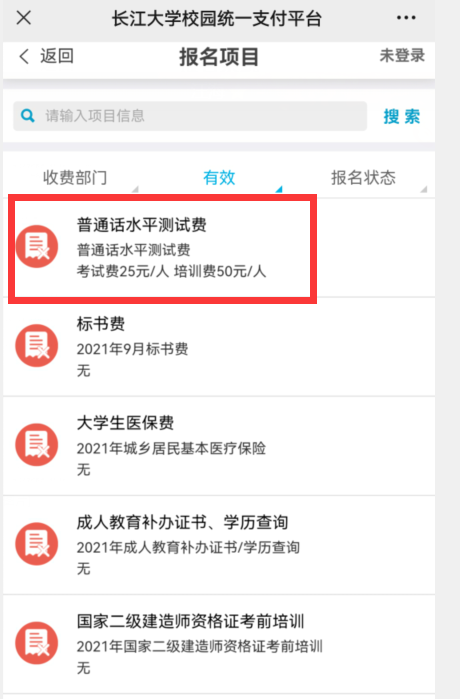 长江大学校园统一支付平台
返回 报名项目 未登录
请输入项目信息 搜索
收费部门 有效 报名状态
普通话水平测试费
普通话水平测试费
考试费25元/人 培训费50元/人
标书费
2021年9月标书费
无
大学生医保费
2021年城乡居民基本医疗保险
无
成人教育补办证书、学历查询
2021年成人教育补办证书/学历查询
无
国家二级建造师资格证考前培训
2021年国家二级建造师资格证考前培训
无